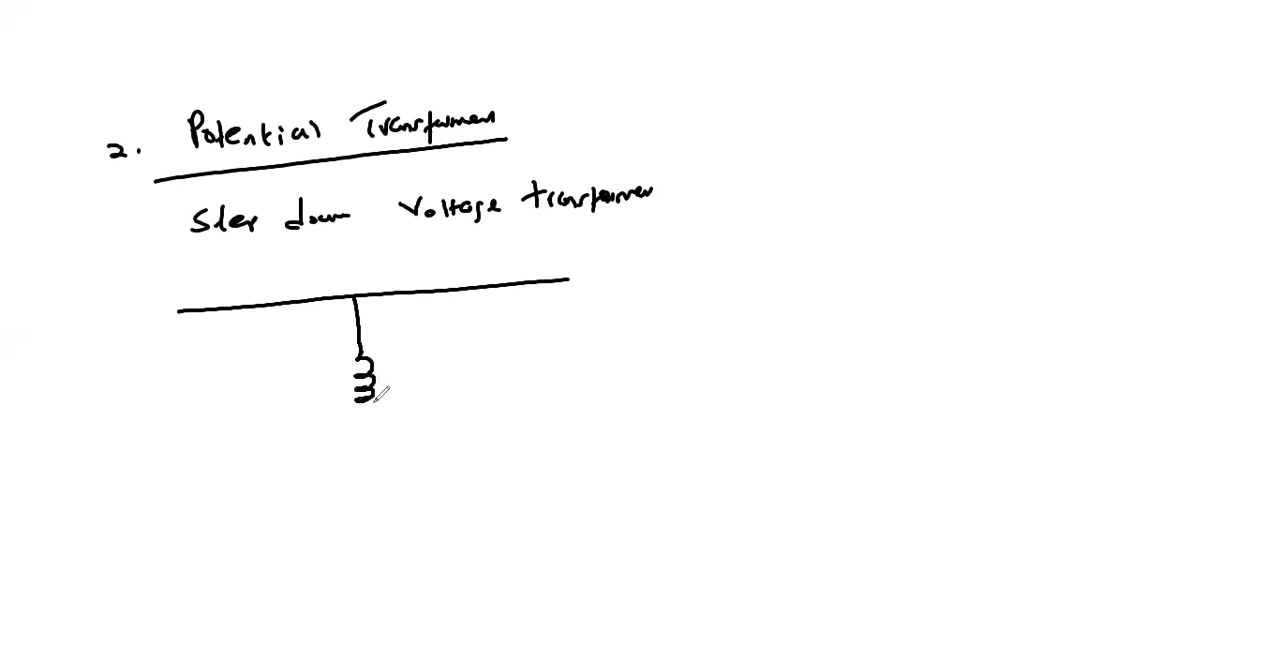 2. Potential Transformer
Step down Voltage transformer